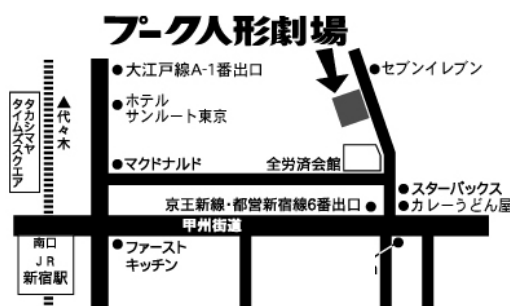 プーク人形劇場
●大江戸線A-1番出口
●セブンイレブン
●ホテル
サンルート東京
▲代々木
タカシマヤ
タイムズスクエア
●マクドナルド
全労済会館
●スターバックス
京王新線・都営新宿線6番出口●
●カレーうどん屋
甲州街道
南口
JR
新宿駅
●ファースト
キッチン